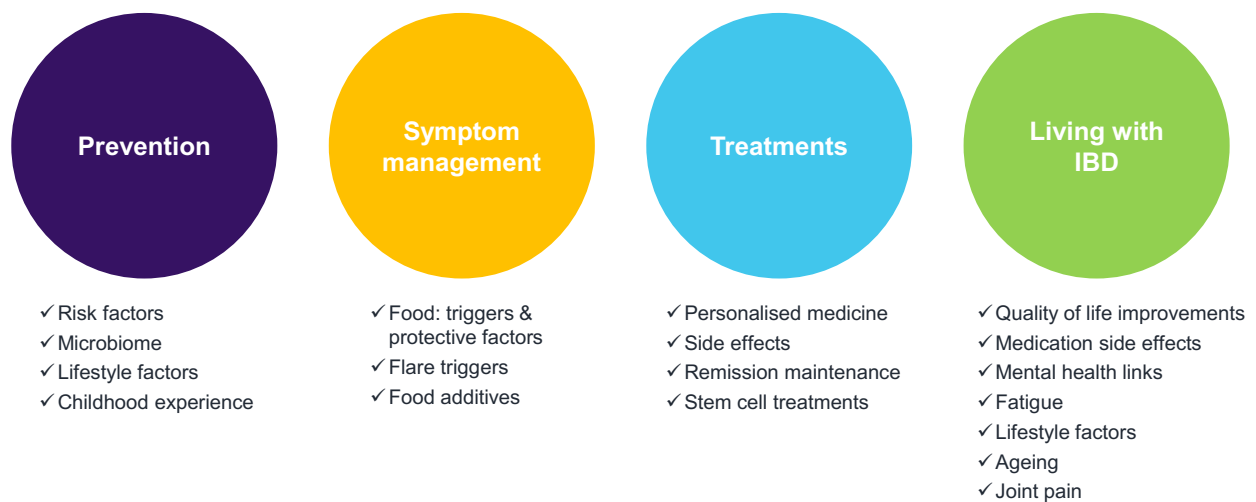 Prevention
✓ Risk factors
✓ Microbiome
✓ Lifestyle factors
✓ Childhood experience
Symptom
management
✓ Food: triggers &
protective factors
✓ Flare triggers
✓ Food additives
Treatments
✓ Personalised medicine
✓ Side effects
✓ Remission maintenance
✓ Stem cell treatments
Living with
IBD
✓ Quality of life improvements
✓ Medication side effects
✓ Mental health links
✓ Fatigue
✓ Lifestyle factors
✓ Ageing
✓ Joint pain